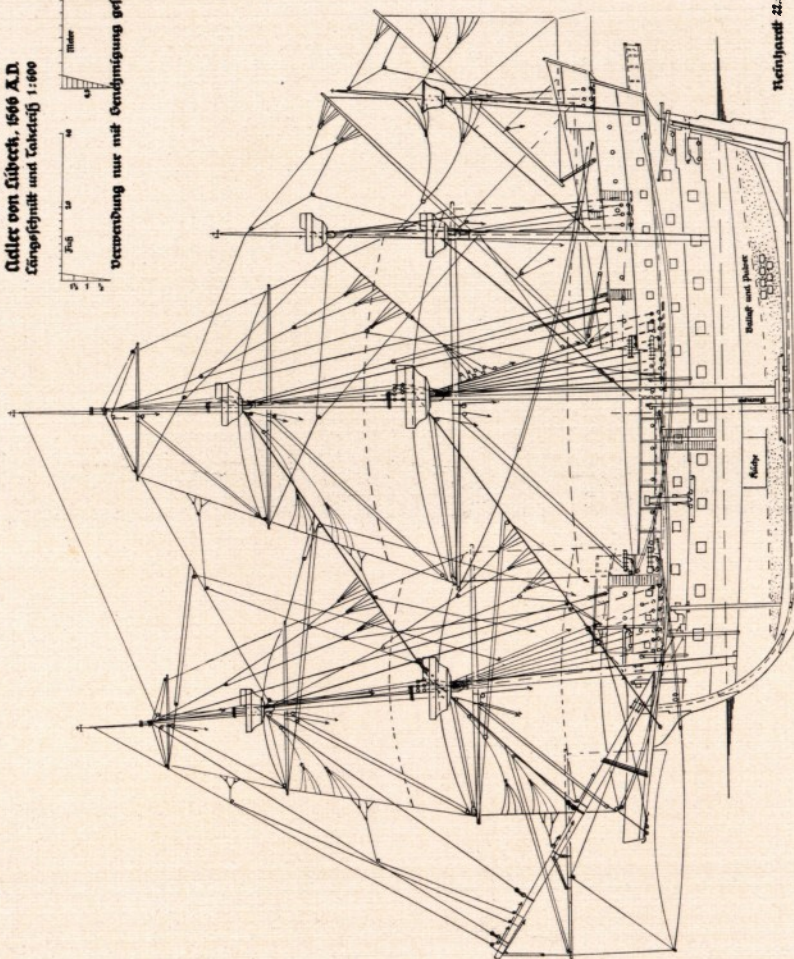 Adler von Lübeck, 1566 A.D.
Längsschnitt und Takelriß 1:600
Fuß
Meter
Verwendung nur mit Genehmigung
Ballast und Pulver
Küche
Pumpen
Reinhardt 22.